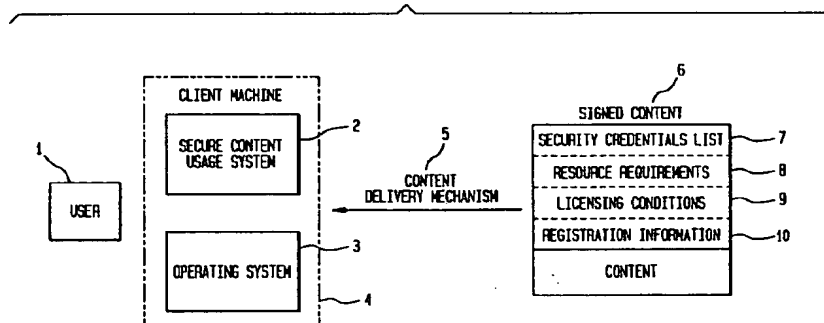 CLIENT MACHINE
SECURE CONTENT
USAGE SYSTEM
2
1
USER
OPERATING SYSTEM
3
4
5
CONTENT
DELIVERY MECHANISM
6
SIGNED CONTENT
SECURITY CREDENTIALS LIST
7
RESOURCE REQUIREMENTS
8
LICENSING CONDITIONS
9
REGISTRATION INFORMATION
10
CONTENT